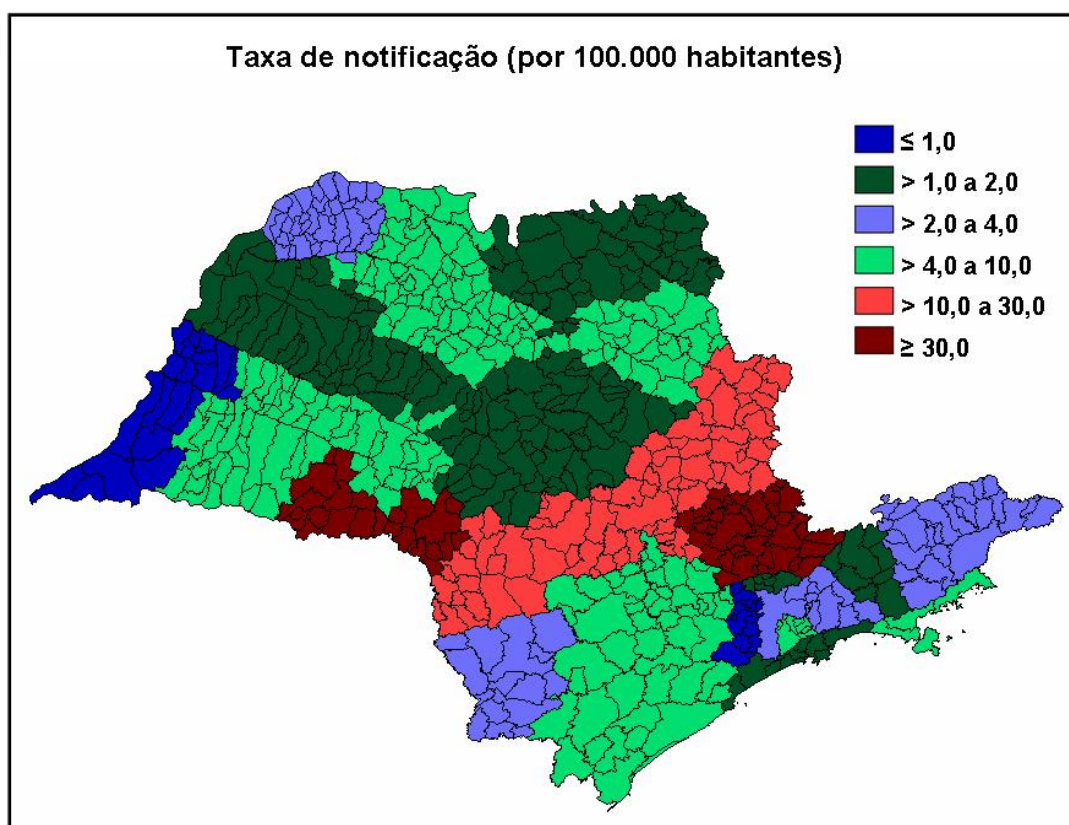 Taxa de notificação (por 100.000 habitantes)
≤ 1,0
> 1,0 a 2,0
> 2,0 a 4,0
> 4,0 a 10,0
> 10,0 a 30,0
≥ 30,0